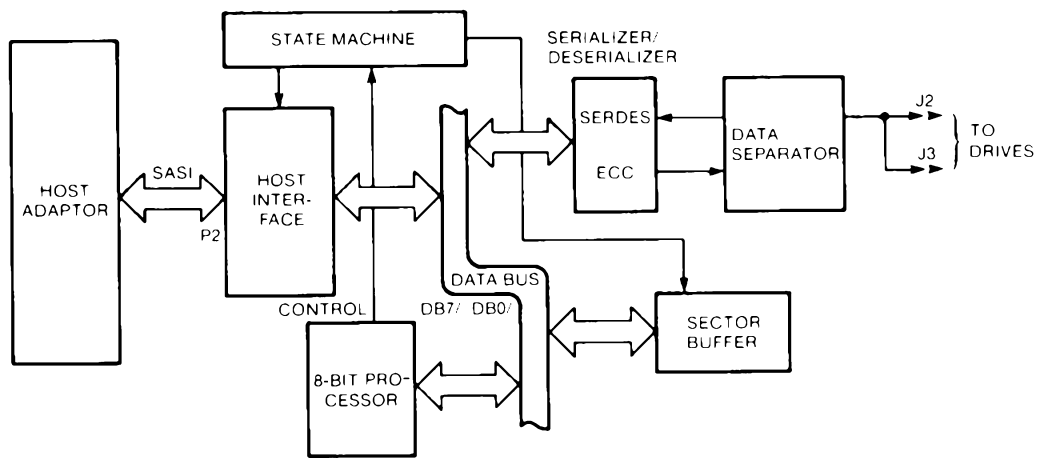 STATE MACHINE
SERIALIZER/
DESERIALIZER
SERDES
ECC
DATA
SEPARATOR
J2
J3
TO
DRIVES
HOST
ADAPTOR
SASI
P2
HOST
INTER-
FACE
CONTROL
DATA BUS
DB7/ DB0/
8-BIT PRO-
CESSOR
SECTOR
BUFFER